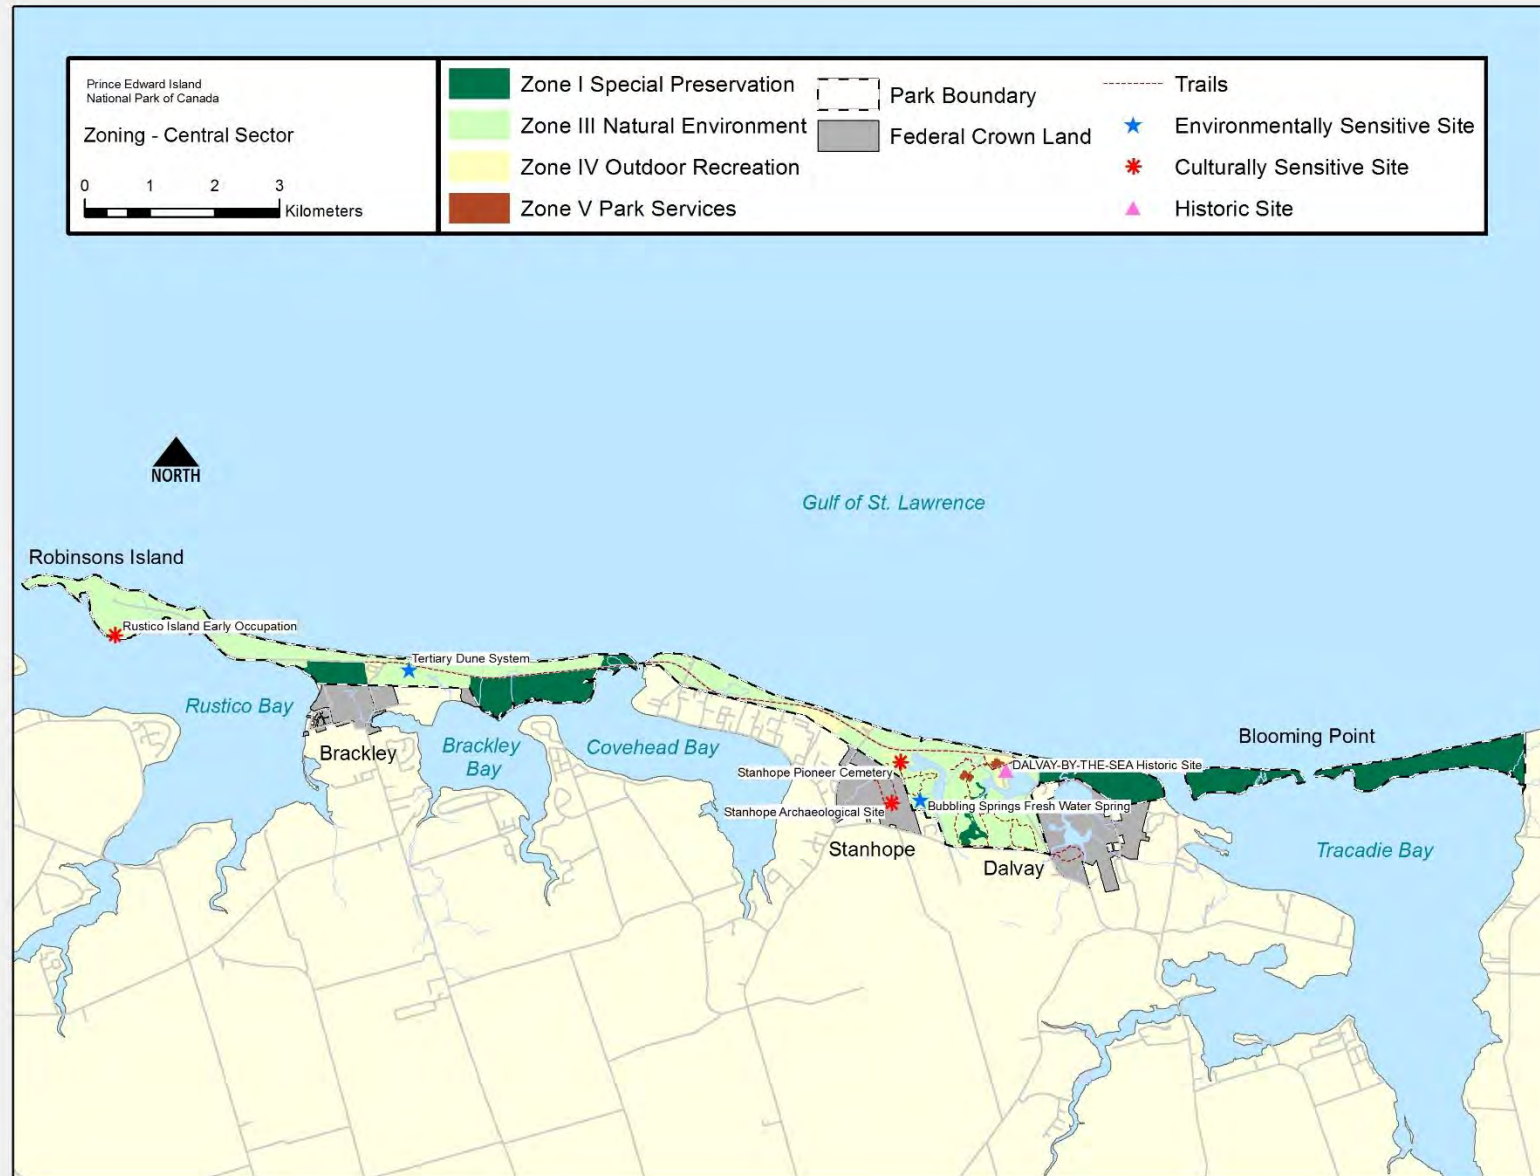 Prince Edward Island
National Park of Canada
Zoning - Central Sector
0 1 2 3
Kilometers
Zone I Special Preservation
Zone III Natural Environment
Zone IV Outdoor Recreation
Zone V Park Services
Park Boundary
Federal Crown Land
Trails
Environmentally Sensitive Site
Culturally Sensitive Site
Historic Site
NORTH
Gulf of St. Lawrence
Robinsons Island
Rustico Island Early Occupation
Tertiary Dune System
Rustico Bay
Brackley
Brackley
Bay
Covehead Bay
Blooming Point
DALVAY-BY-THE-SEA Historic Site
Stanhope Pioneer Cemetery
Bubbling Springs Fresh Water Spring
Stanhope Archaeological Site
Stanhope
Dalvay
Tracadie Bay